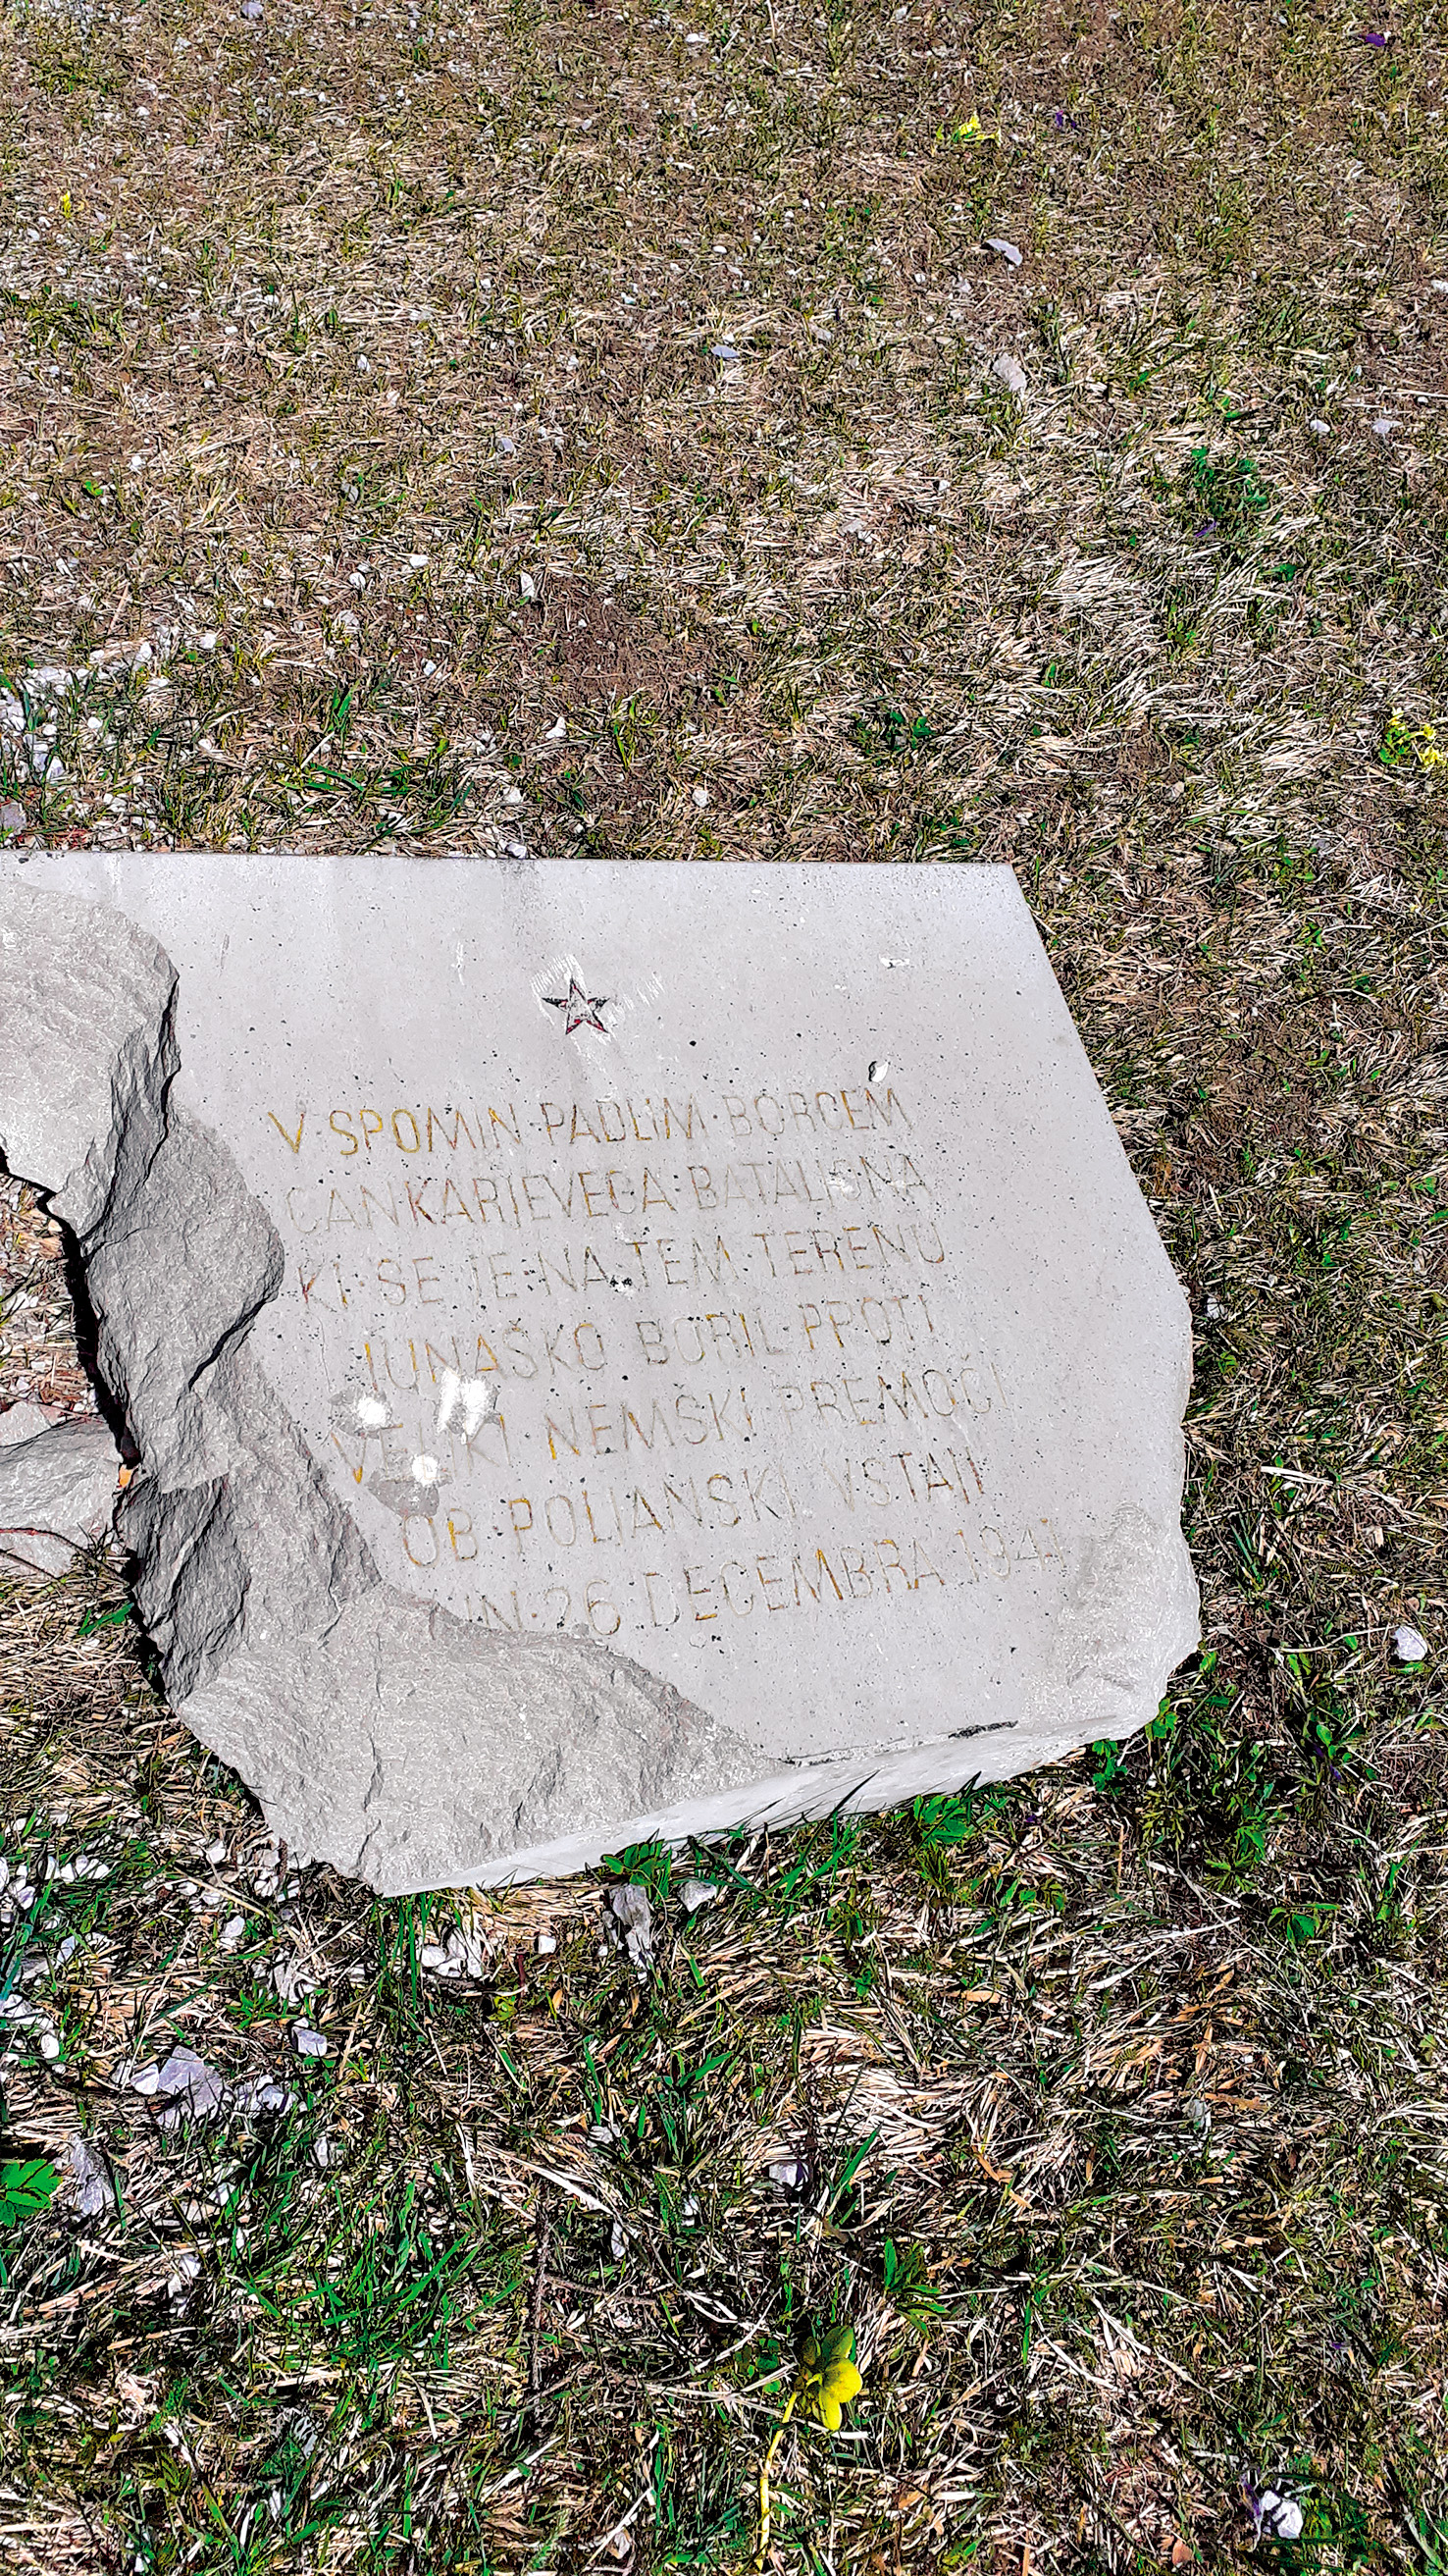 V·SPOMIN·PADLIM·BORCEM
CANKARJEVEGA·BATALJONA
KI·SE·JE·NA·TEM·TERENU
JUNAŠKO BORIL·PROTI
VELIKI NEMŠKI PREMOČI
OB·POLJANSKI VSTAJI
26·DECEMBRA·1941